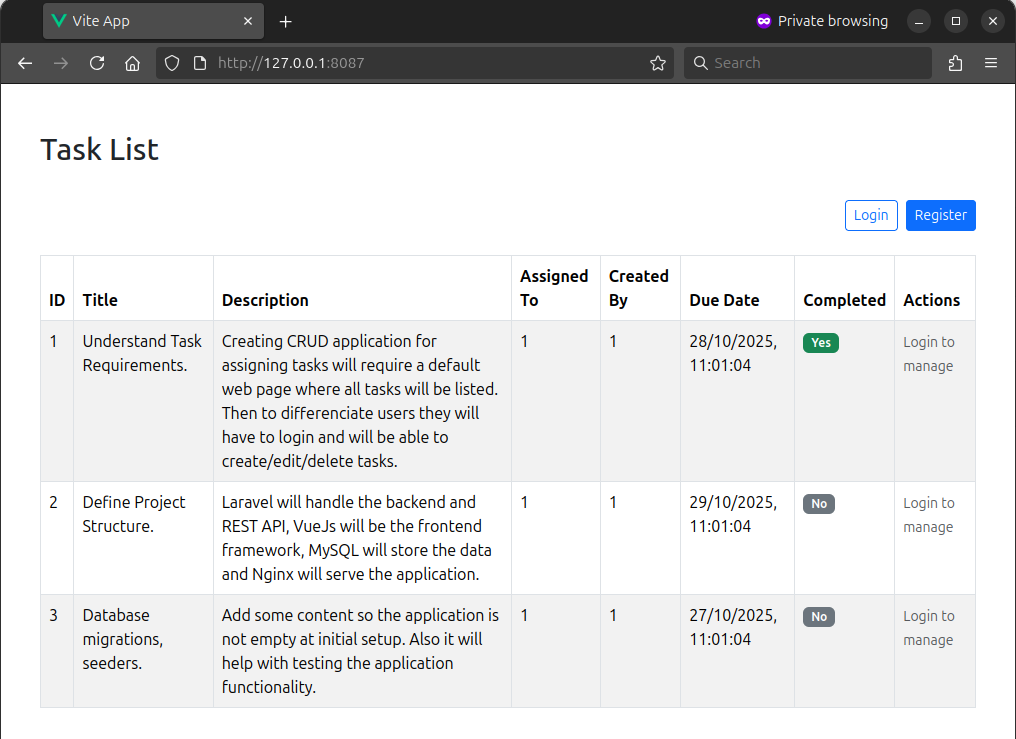 Vite App
Private browsing
http://127.0.0.1:8087
Search
Task List
Login
Register
ID
Title
Description
Assigned
To
Created
By
Due Date
Completed
Actions
1
Understand Task
Requirements.
Creating CRUD application for
assigning tasks will require a default
web page where all tasks will be listed.
Then to differenciate users they will
have to login and will be able to
create/edit/delete tasks.
1
1
28/10/2025,
11:01:04
Yes
Login to
manage
2
Define Project
Structure.
Laravel will handle the backend and
REST API, VueJs will be the frontend
framework, MySQL will store the data
and Nginx will serve the application.
1
1
29/10/2025,
11:01:04
No
Login to
manage
3
Database
migrations,
seeders.
Add some content so the application is
not empty at initial setup. Also it will
help with testing the application
functionality.
1
1
27/10/2025,
11:01:04
No
Login to
manage